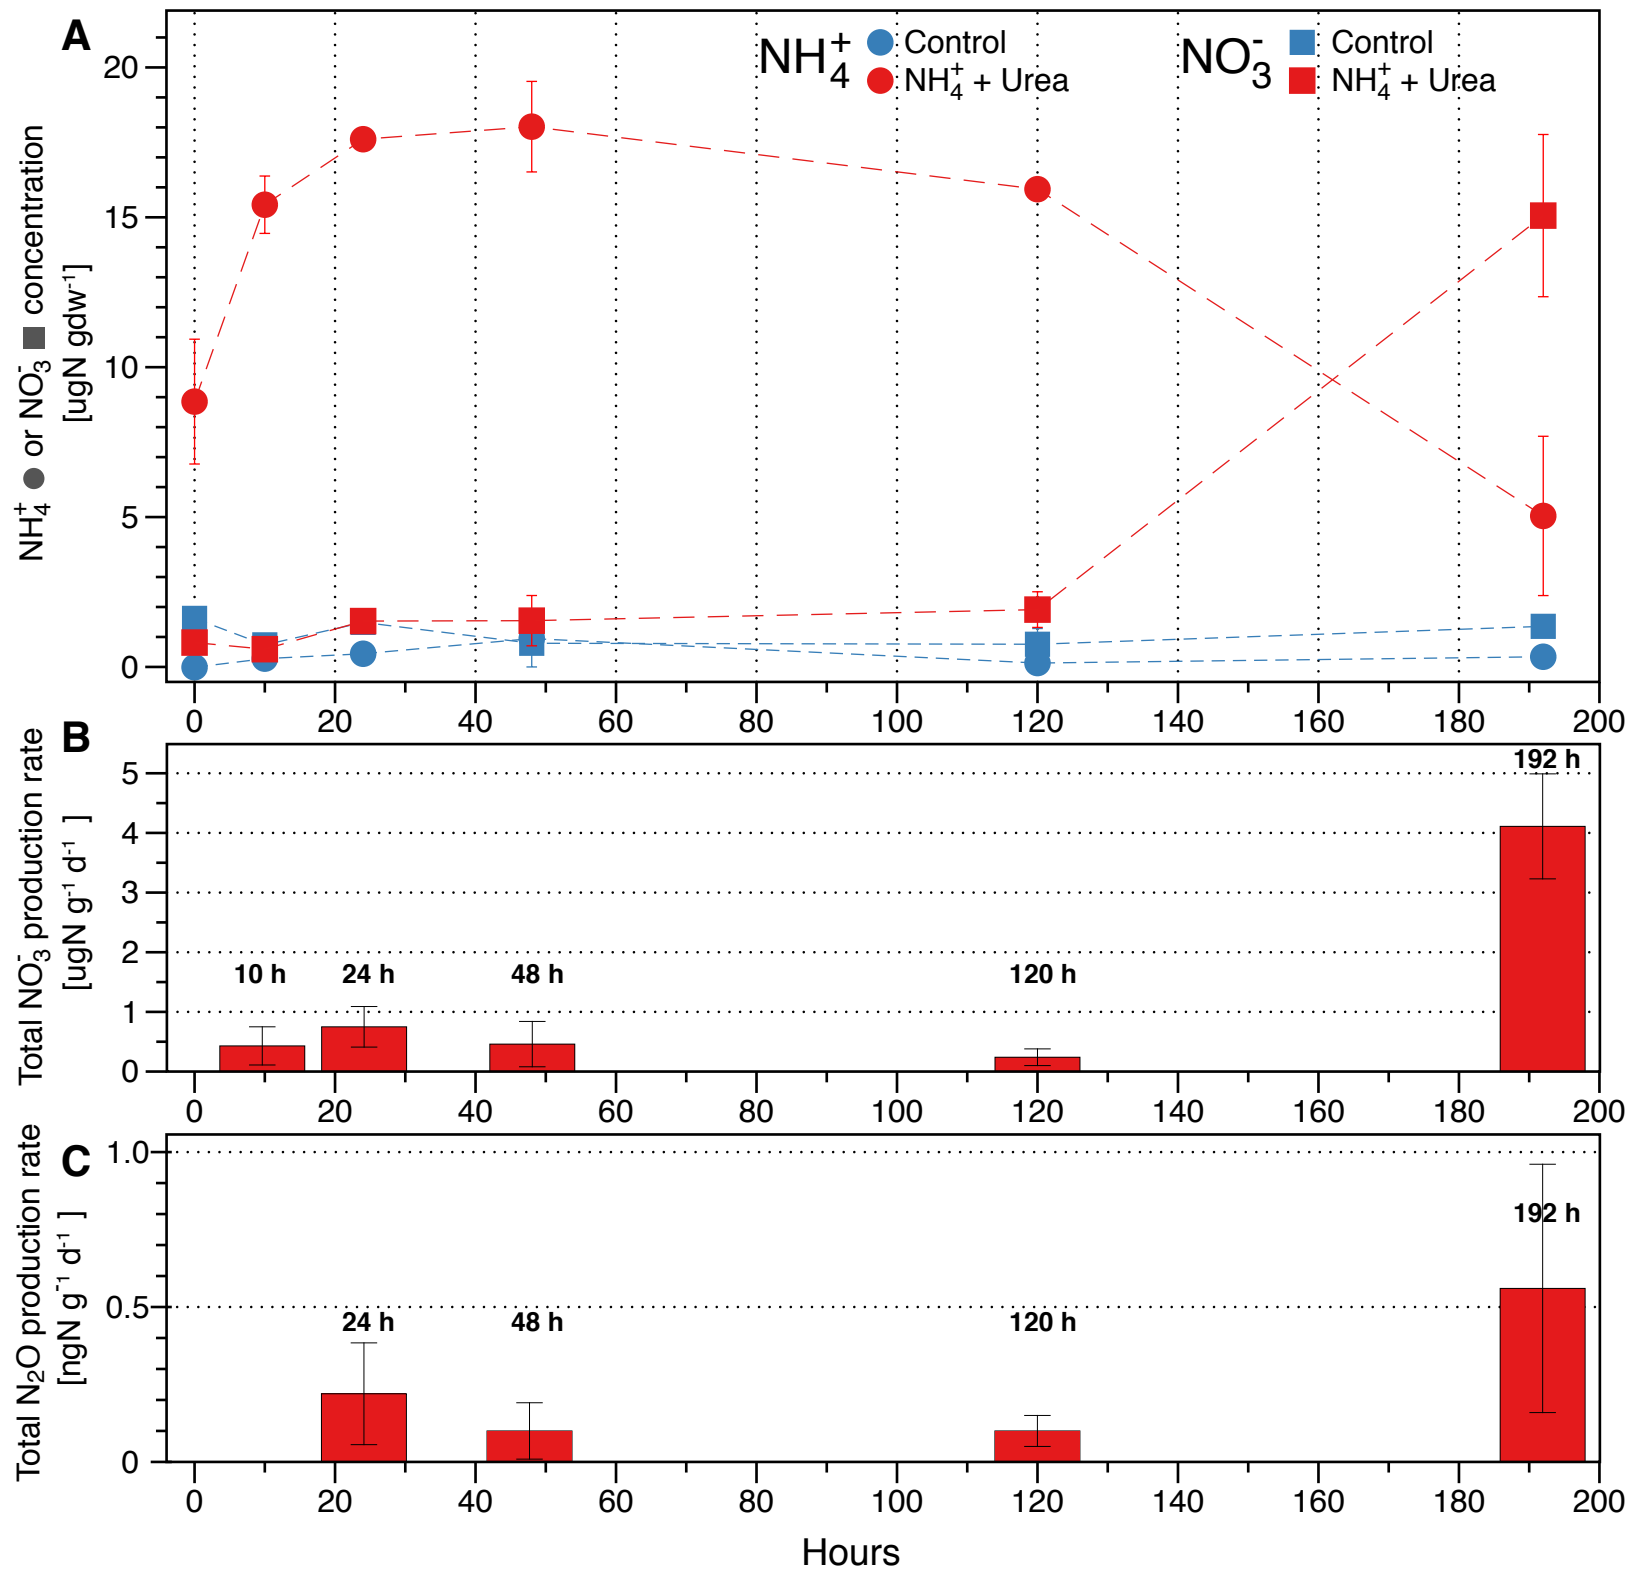 A
NH₄⁺ ● Control
● NH₄⁺ + Urea
NO₃⁻ ■ Control
■ NH₄⁺ + Urea
NH₄⁺ ● or NO₃⁻ ■ concentration
[ugN gdw⁻¹]
20
15
10
5
0
0 20 40 60 80 100 120 140 160 180 200
B
Total NO₃⁻ production rate
[ugN g⁻¹ d⁻¹ ]
5
4
3
2
1
0
10 h 24 h 48 h 120 h 192 h
0 20 40 60 80 100 120 140 160 180 200
C
Total N₂O production rate
[ngN g⁻¹ d⁻¹ ]
1.0
0.5
0
24 h 48 h 120 h 192 h
0 20 40 60 80 100 120 140 160 180 200
Hours